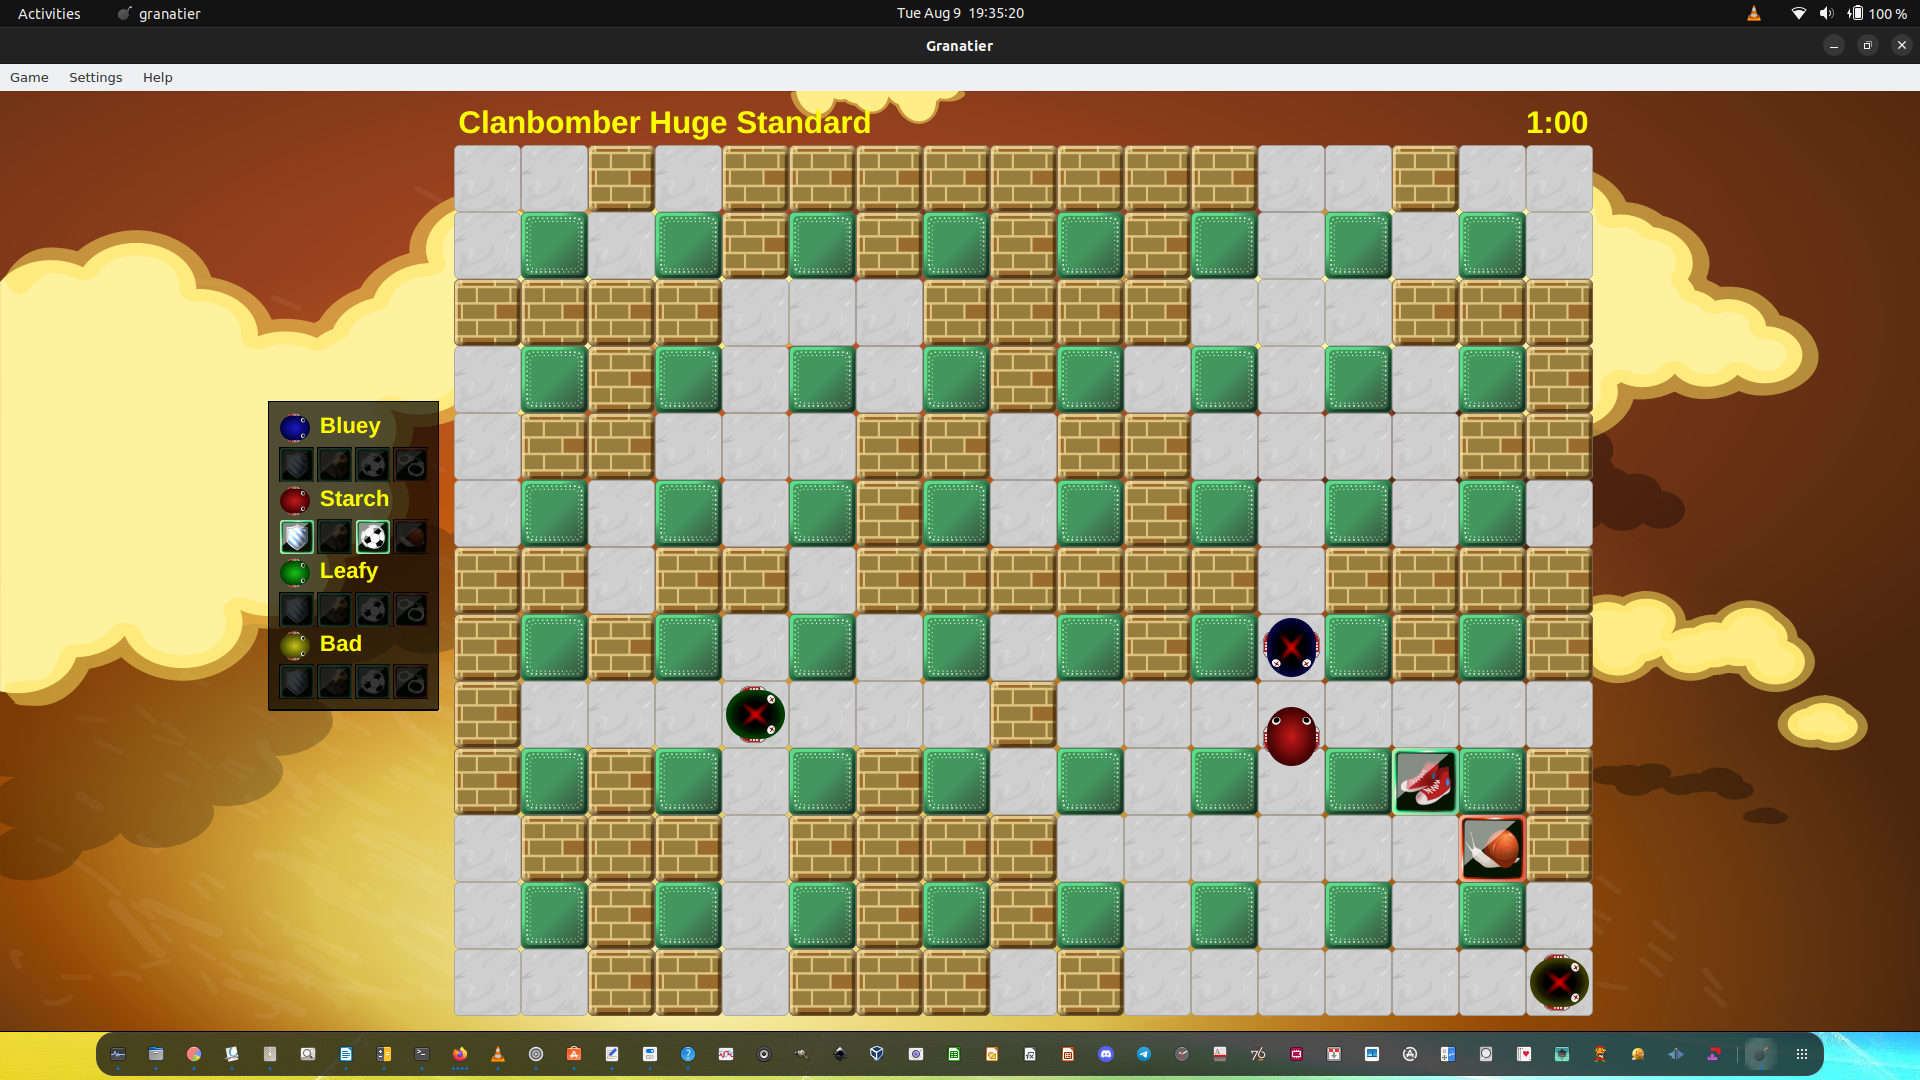 Activities
granatier
Tue Aug 9 19:35:20
100 %
Granatier
Game
Settings
Help
Clanbomber Huge Standard
1:00
Bluey
Starch
Leafy
Bad